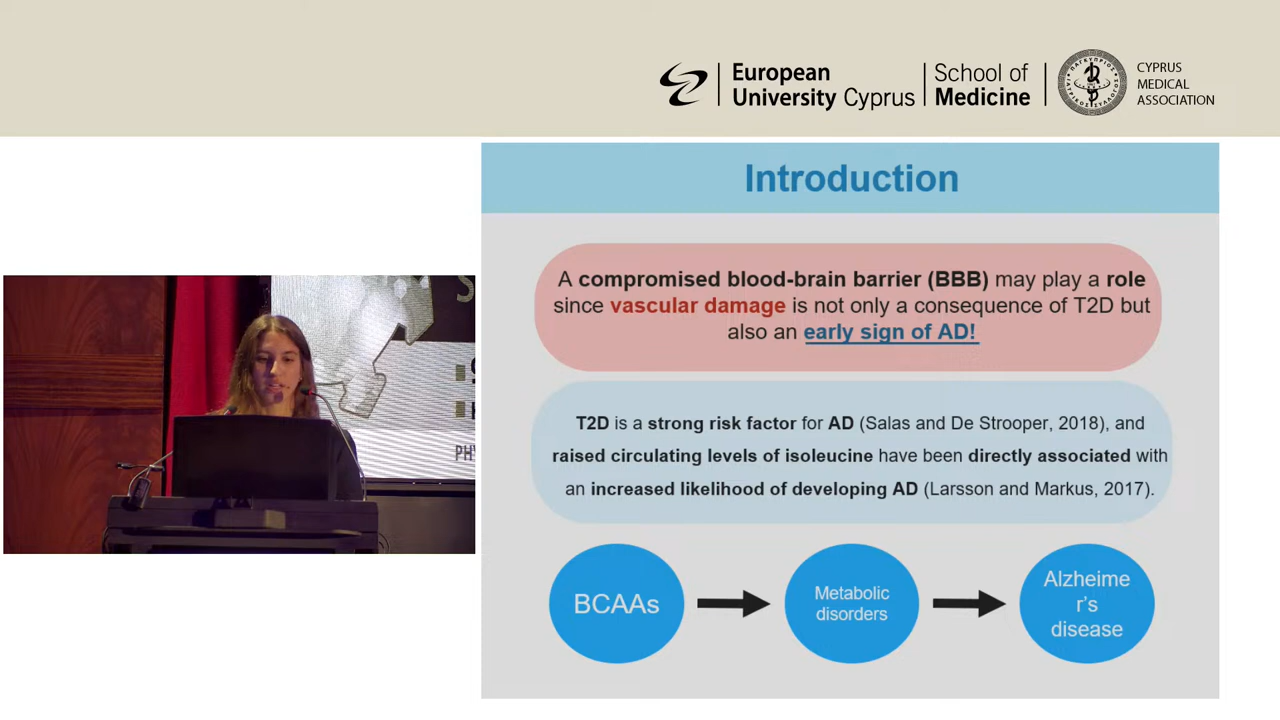 European
University Cyprus
School of
Medicine
CYPRUS
MEDICAL
ASSOCIATION
Introduction
A compromised blood-brain barrier (BBB) may play a role
since vascular damage is not only a consequence of T2D but
also an early sign of AD!
T2D is a strong risk factor for AD (Salas and De Strooper, 2018), and
raised circulating levels of isoleucine have been directly associated with
an increased likelihood of developing AD (Larsson and Markus, 2017).
BCAAs
Metabolic
disorders
Alzheime
r's
disease